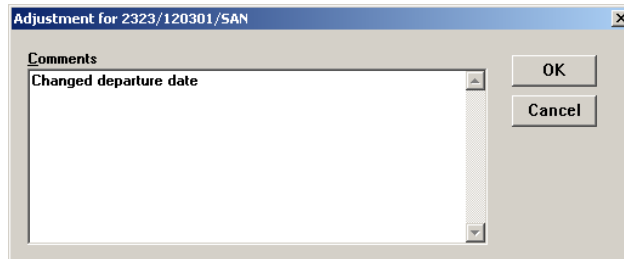 Adjustment for 2323/120301/SAN
Comments
Changed departure date
OK
Cancel